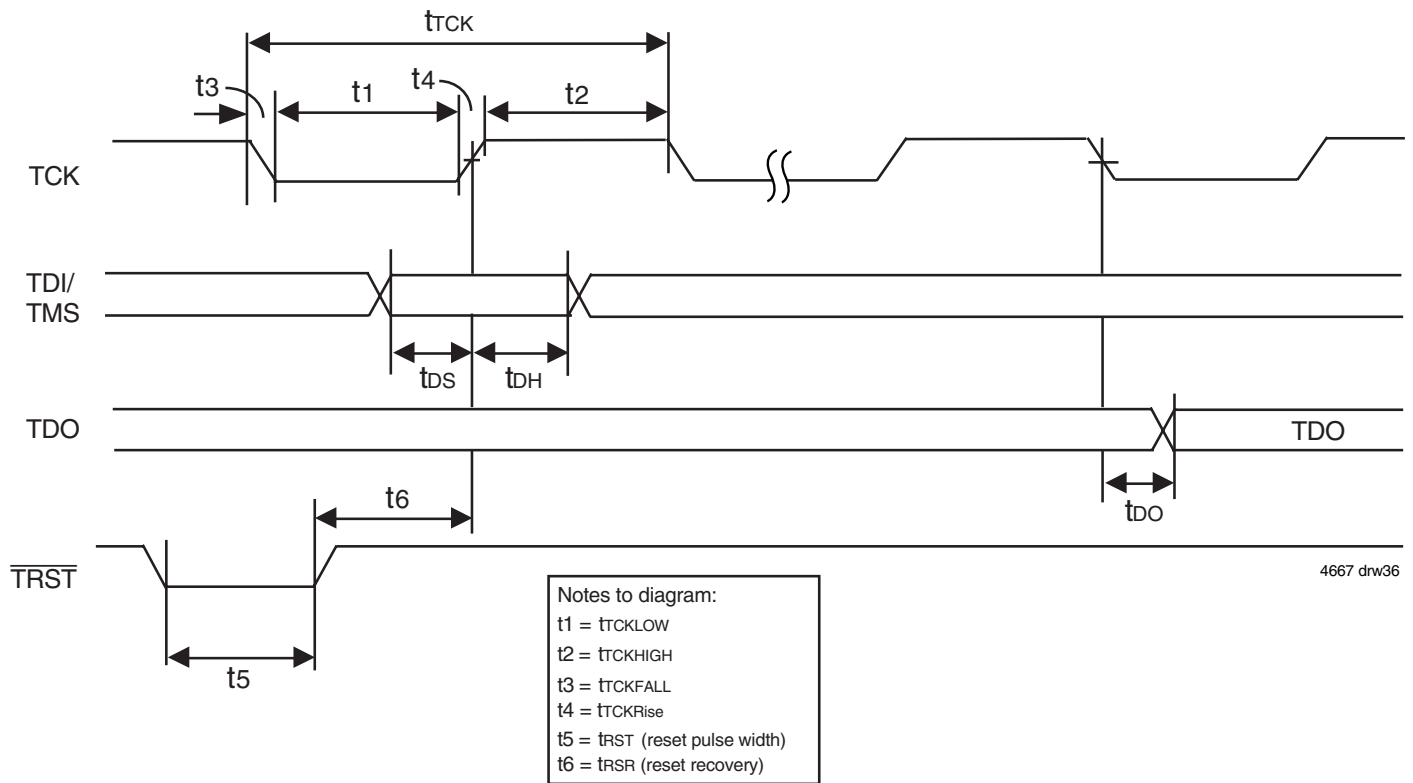 tTCK
t3
t1
t4
t2
TCK
TDI/
TMS
tDS
tDH
TDO
TDO
t6
tDO
TRST
4667 drw36
t5
Notes to diagram:
t1 = tTCKLOW
t2 = tTCKHIGH
t3 = tTCKFALL
t4 = tTCKRise
t5 = tRST (reset pulse width)
t6 = tRSR (reset recovery)